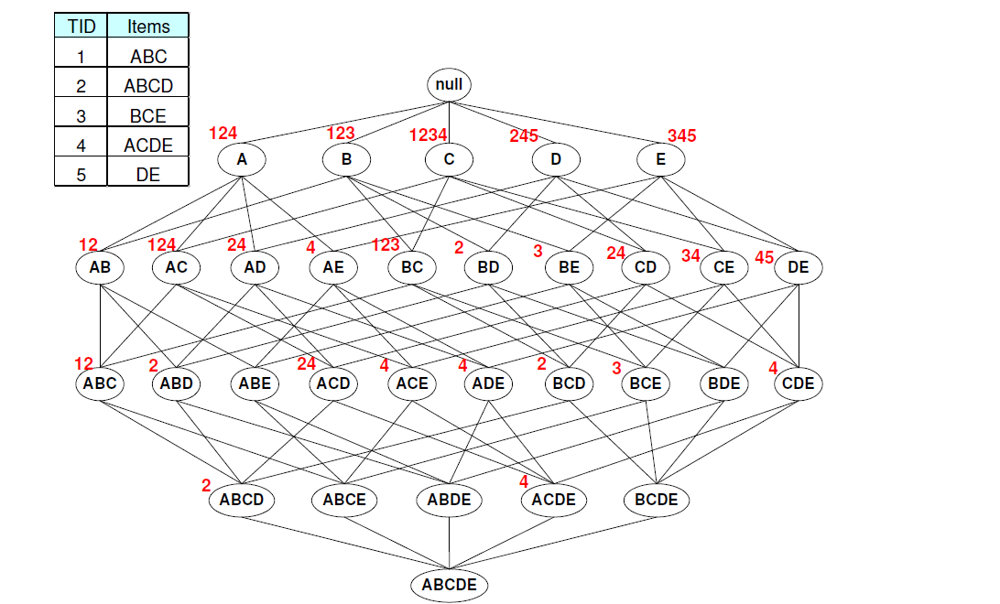 TID Items
1 ABC
2 ABCD
3 BCE
4 ACDE
5 DE
null
124 123 1234 245 345
A B C D E
12 124 24 4 123 2 3 24 34 45
AB AC AD AE BC BD BE CD CE DE
12 2 24 4 4 2 3 4
ABC ABD ABE ACD ACE ADE BCD BCE BDE CDE
2 4
ABCD ABCE ABDE ACDE BCDE
ABCDE